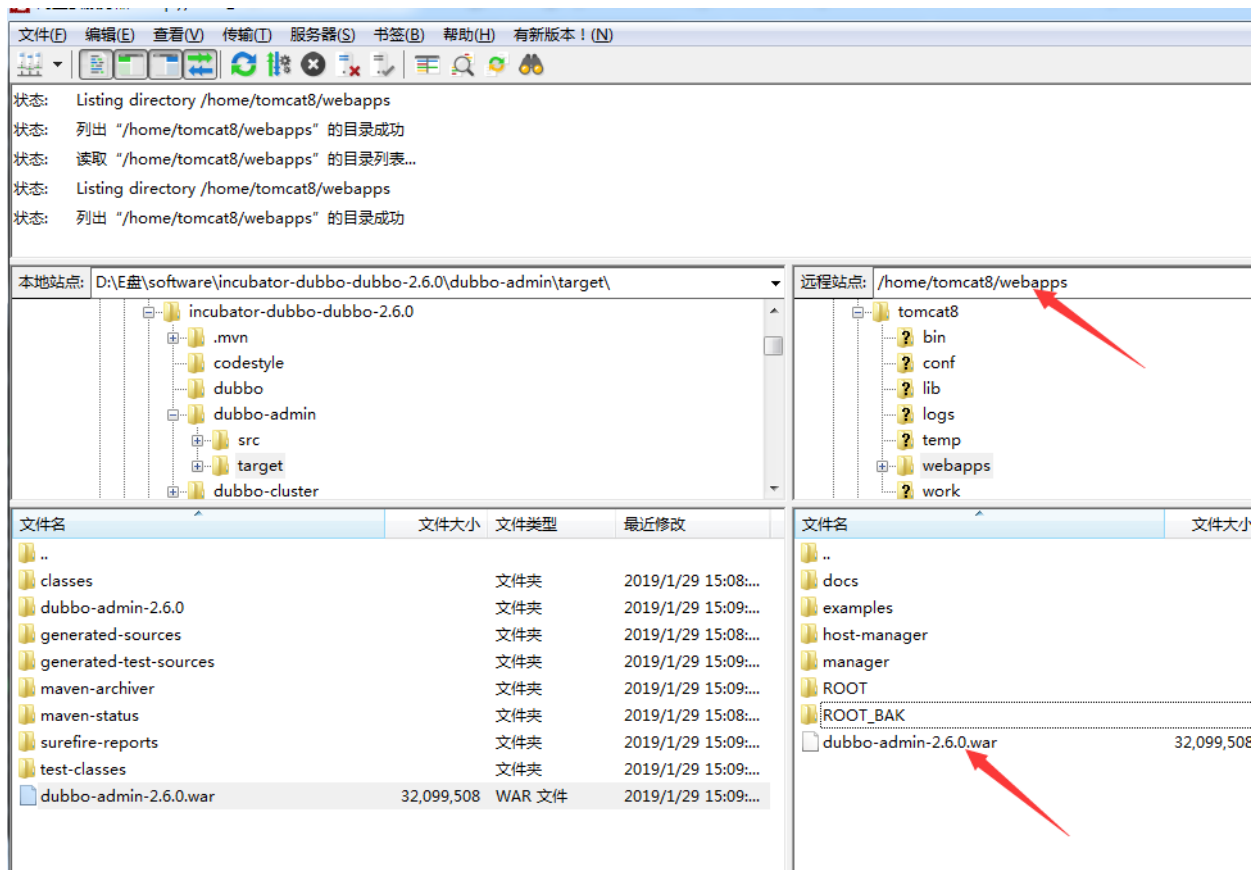 文件(F) 编辑(E) 查看(V) 传输(T) 服务器(S) 书签(B) 帮助(H) 有新版本！(N)
状态: Listing directory /home/tomcat8/webapps
状态: 列出“/home/tomcat8/webapps”的目录成功
状态: 读取“/home/tomcat8/webapps”的目录列表...
状态: Listing directory /home/tomcat8/webapps
状态: 列出“/home/tomcat8/webapps”的目录成功
本地站点: D:\E盘\software\incubator-dubbo-dubbo-2.6.0\dubbo-admin\target\
incubator-dubbo-dubbo-2.6.0
.mvn
codestyle
dubbo
dubbo-admin
src
target
dubbo-cluster
远程站点: /home/tomcat8/webapps
tomcat8
bin
conf
lib
logs
temp
webapps
work
文件名 文件大小 文件类型 最近修改
..
classes 文件夹 2019/1/29 15:08:...
dubbo-admin-2.6.0 文件夹 2019/1/29 15:09:...
generated-sources 文件夹 2019/1/29 15:08:...
generated-test-sources 文件夹 2019/1/29 15:09:...
maven-archiver 文件夹 2019/1/29 15:09:...
maven-status 文件夹 2019/1/29 15:08:...
surefire-reports 文件夹 2019/1/29 15:09:...
test-classes 文件夹 2019/1/29 15:09:...
dubbo-admin-2.6.0.war 32,099,508 WAR 文件 2019/1/29 15:09:...
文件名 文件大小
..
docs
examples
host-manager
manager
ROOT
ROOT_BAK
dubbo-admin-2.6.0.war 32,099,508